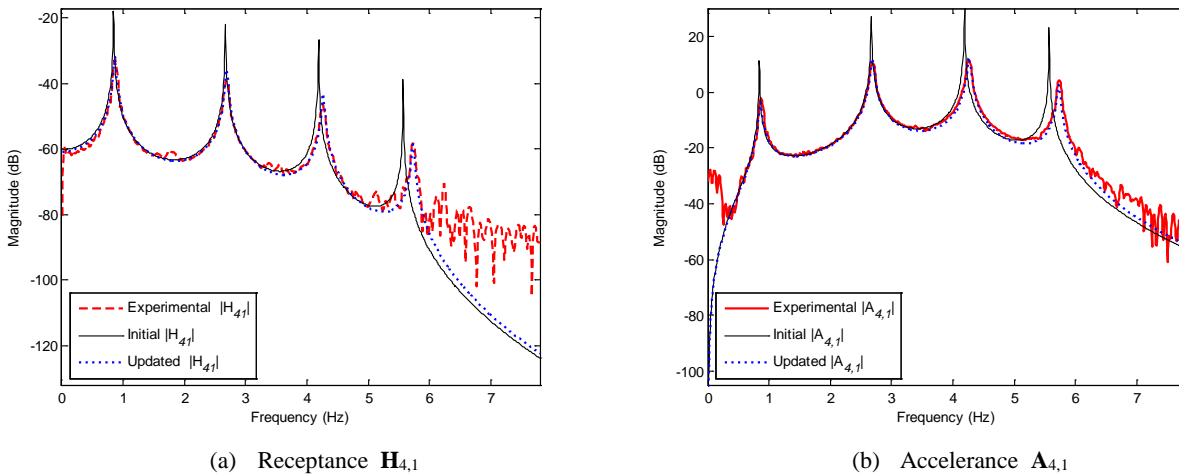 -20
-40
-60
-80
-100
-120
Magnitude (dB)
0 1 2 3 4 5 6 7
Frequency (Hz)
Experimental |H41|
Initial |H41|
Updated |H41|
(a) Receptance H4,1
20
0
-20
-40
-60
-80
-100
Magnitude (dB)
0 1 2 3 4 5 6 7
Frequency (Hz)
Experimental |A4,1|
Initial |A4,1|
Updated |A4,1|
(b) Accelerance A4,1